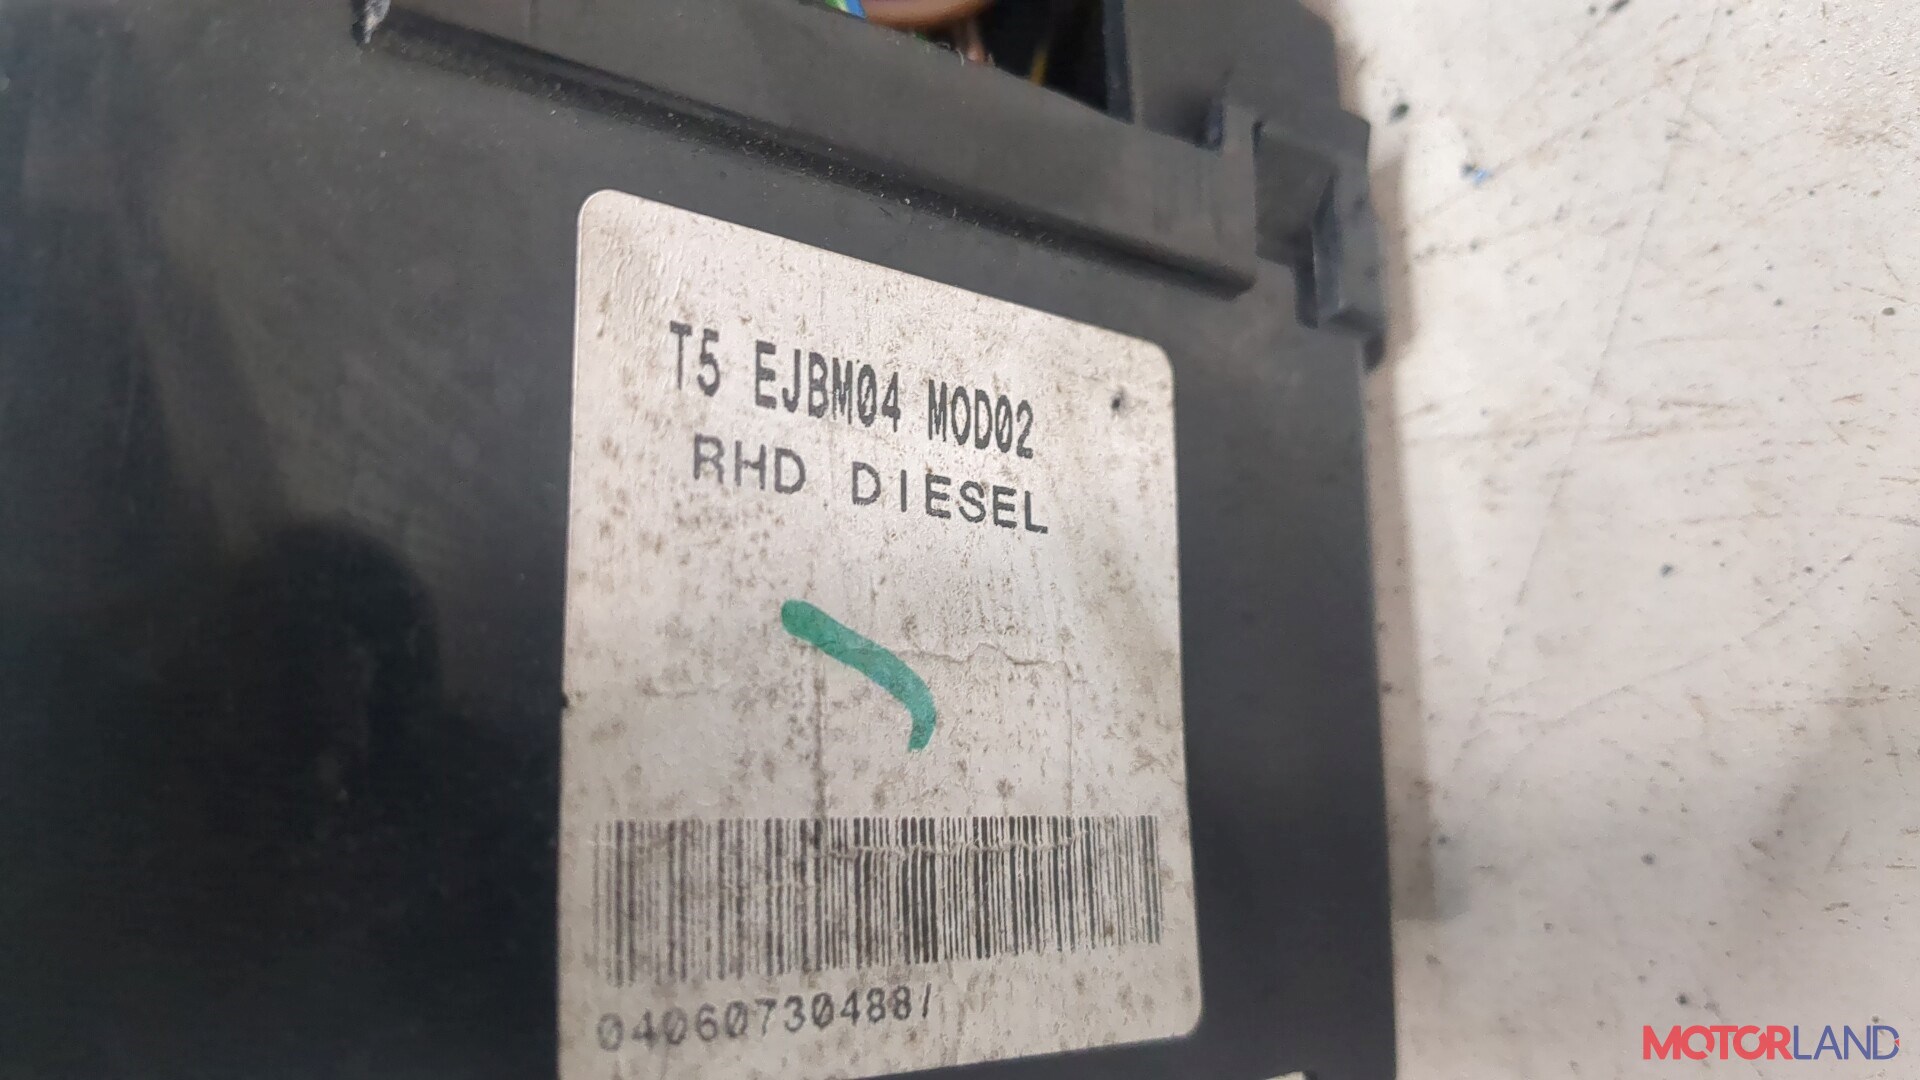 T5 EJBM04 MOD02
RHD DIESEL
04060730488/
MOTORLAND